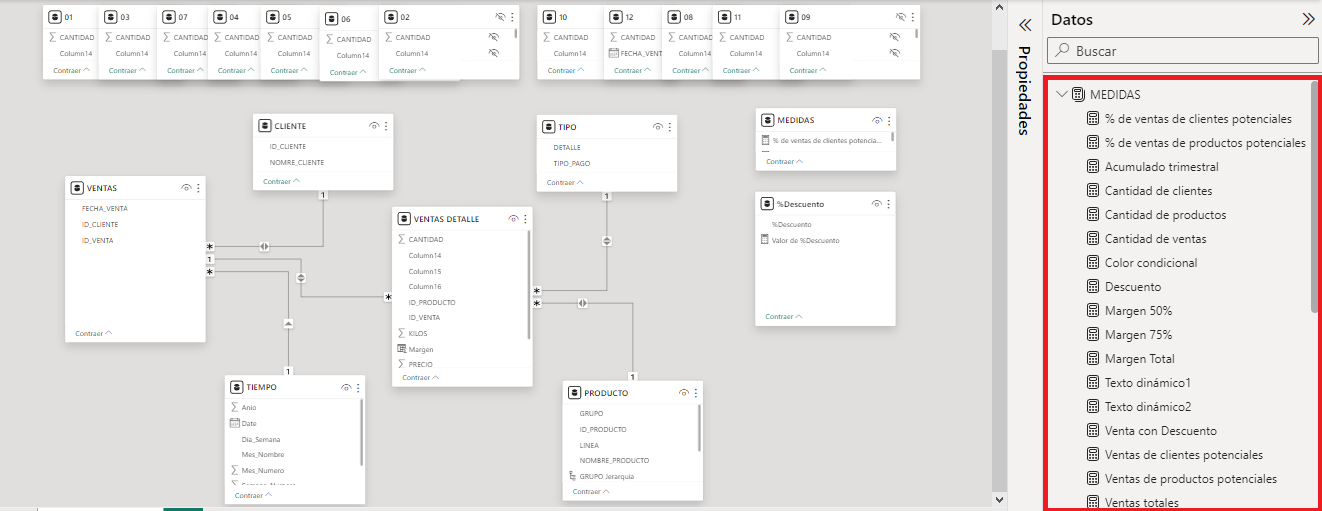 01
CANTIDAD
Column14
Contraer
03
CANTIDAD
Column14
Contraer
07
CANTIDAD
Column14
Contraer
04
CANTIDAD
Column14
Contraer
05
CANTIDAD
Column14
Contraer
06
CANTIDAD
Column14
Contraer
02
CANTIDAD
Column14
Contraer
10
CANTIDAD
Column14
Contraer
12
CANTIDAD
FECHA_VENT
Contraer
08
CANTIDAD
Column14
Contraer
11
CANTIDAD
Column14
Contraer
09
CANTIDAD
Column14
Contraer
CLIENTE
ID_CLIENTE
NOMRE_CLIENTE
Contraer
1
TIPO
DETALLE
TIPO_PAGO
Contraer
1
MEDIDAS
% de ventas de clientes potencia...
Contraer
VENTAS
FECHA_VENTA
ID_CLIENTE
ID_VENTA
Contraer
*
1
*
VENTAS DETALLE
CANTIDAD
Column14
Column15
Column16
ID_PRODUCTO
ID_VENTA
KILOS
Margen
PRECIO
Contraer
*
*
*
%Descuento
%Descuento
Valor de %Descuento
Contraer
1
TIEMPO
Anio
Date
Dia_Semana
Mes_Nombre
Mes_Numero
Semana_Numero
Contraer
1
PRODUCTO
GRUPO
ID_PRODUCTO
LINEA
NOMBRE_PRODUCTO
GRUPO Jerarquía
Contraer
Propiedades
Datos
Buscar
MEDIDAS
% de ventas de clientes potenciales
% de ventas de productos potenciales
Acumulado trimestral
Cantidad de clientes
Cantidad de productos
Cantidad de ventas
Color condicional
Descuento
Margen 50%
Margen 75%
Margen Total
Texto dinámico1
Texto dinámico2
Venta con Descuento
Ventas de clientes potenciales
Ventas de productos potenciales
Ventas totales